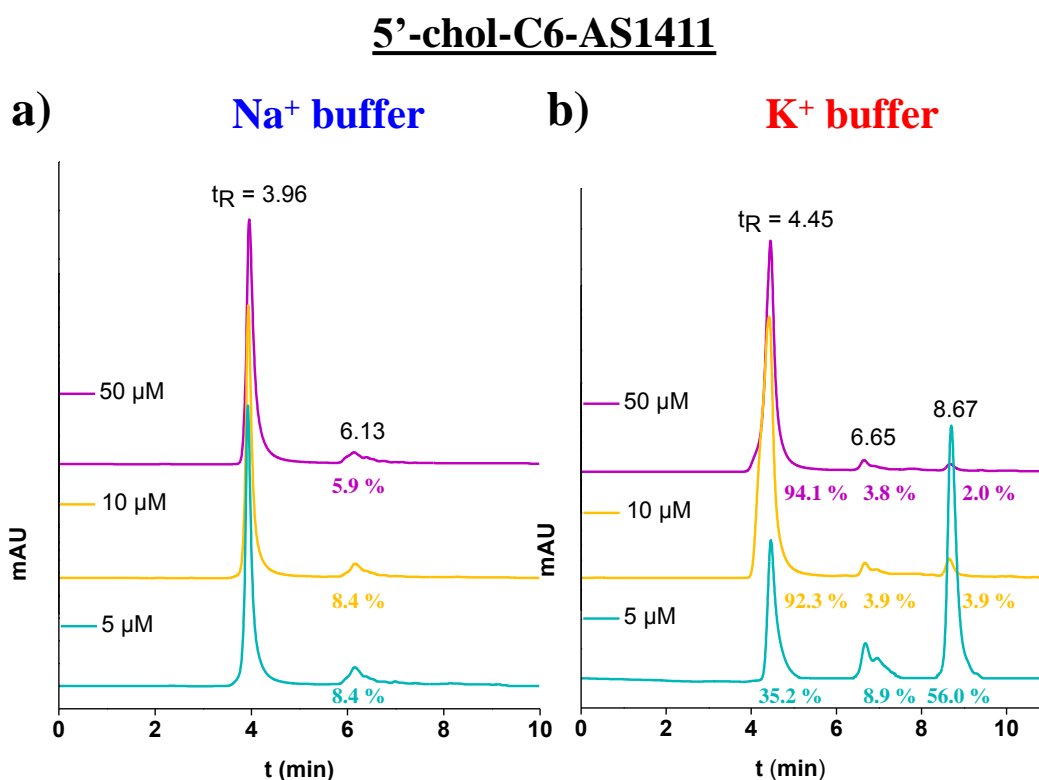 5’-chol-C6-AS1411
a)
Na⁺ buffer
tR = 3.96
50 µM
6.13
5.9 %
10 µM
8.4 %
5 µM
8.4 %
mAU
0 2 4 6 8 10
t (min)
b)
K⁺ buffer
tR = 4.45
50 µM
6.65
8.67
94.1 % 3.8 % 2.0 %
10 µM
92.3 % 3.9 % 3.9 %
5 µM
35.2 % 8.9 % 56.0 %
mAU
0 2 4 6 8 10
t (min)